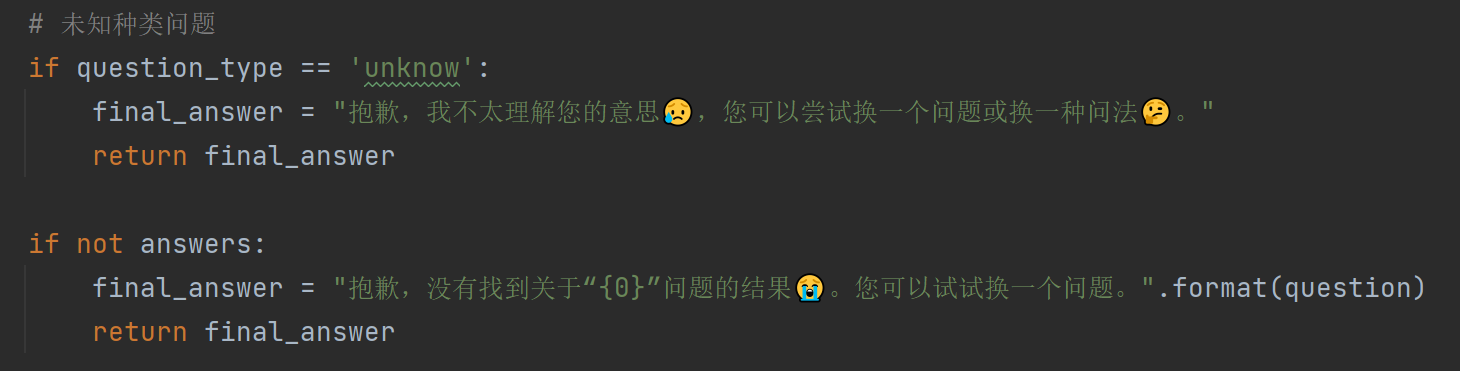 # 未知种类问题
if question_type == 'unknow':
    final_answer = "抱歉，我不太理解您的意思😥，您可以尝试换一个问题或换一种问法🤔。"
    return final_answer
if not answers:
    final_answer = "抱歉，没有找到关于“{0}”问题的结果😭。您可以试试换一个问题。".format(question)
    return final_answer